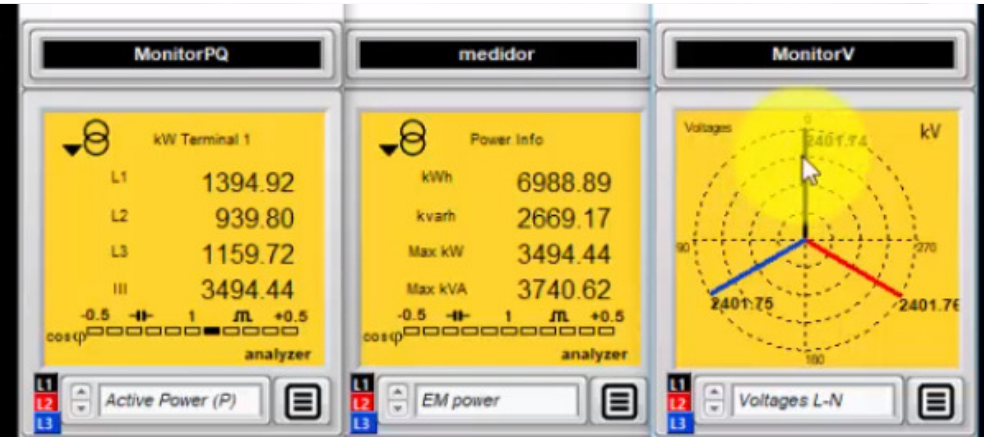 MonitorPQ
kW Terminal 1
L1 1394.92
L2 939.80
L3 1159.72
III 3494.44
-0.5 1 +0.5
cosφ
analyzer
L1
L2
L3
Active Power (P)
medidor
Power Info
kWh 6988.89
kvarh 2669.17
Max kW 3494.44
Max kVA 3740.62
-0.5 1 +0.5
cosφ
analyzer
L1
L2
L3
EM power
MonitorV
Voltages
kV
0
2401.74
90
270
2401.75
2401.76
180
L1
L2
L3
Voltages L-N